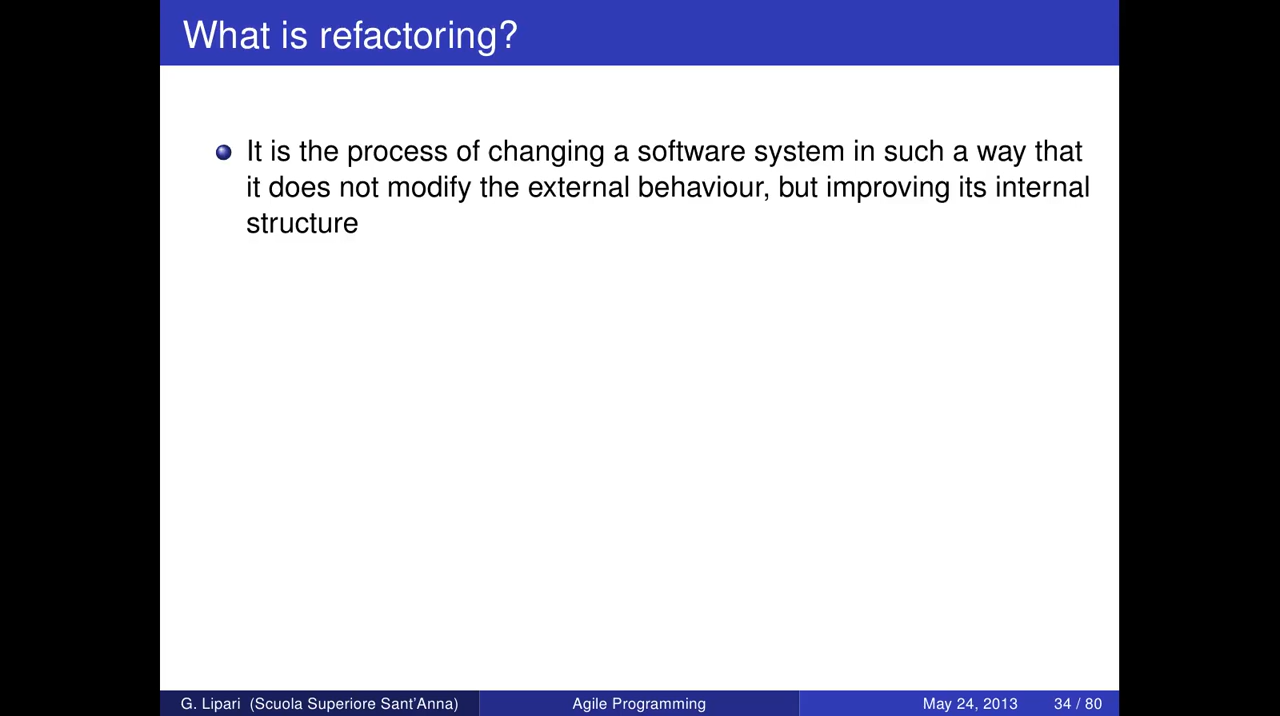 What is refactoring?
It is the process of changing a software system in such a way that
it does not modify the external behaviour, but improving its internal
structure
G. Lipari (Scuola Superiore Sant'Anna) Agile Programming May 24, 2013 34 / 80